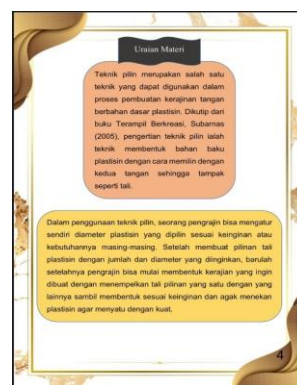 Uraian Materi
Teknik pilin merupakan salah satu
teknik yang dapat digunakan dalam
proses pembuatan kerajinan tangan
berbahan dasar plastisin. Dikutip dari
buku Terampil Berkreasi, Subarnas
(2005), pengertian teknik pilin ialah
teknik membentuk bahan baku
plastisin dengan cara memilin dengan
kedua tangan sehingga tampak
seperti tali.
Dalam penggunaan teknik pilin, seorang pengrajin bisa mengatur
sendiri diameter plastisin yang dipilin sesuai keinginan atau
kebutuhannya masing-masing. Setelah membuat pilinan tali
plastisin dengan jumlah dan diameter yang diinginkan, barulah
setelahnya pengrajin bisa mulai membentuk kerajian yang ingin
dibuat dengan menempelkan tali pilinan yang satu dengan yang
lainnya sambil membentuk sesuai keinginan dan agak menekan
plastisin agar menyatu dengan kuat.
4